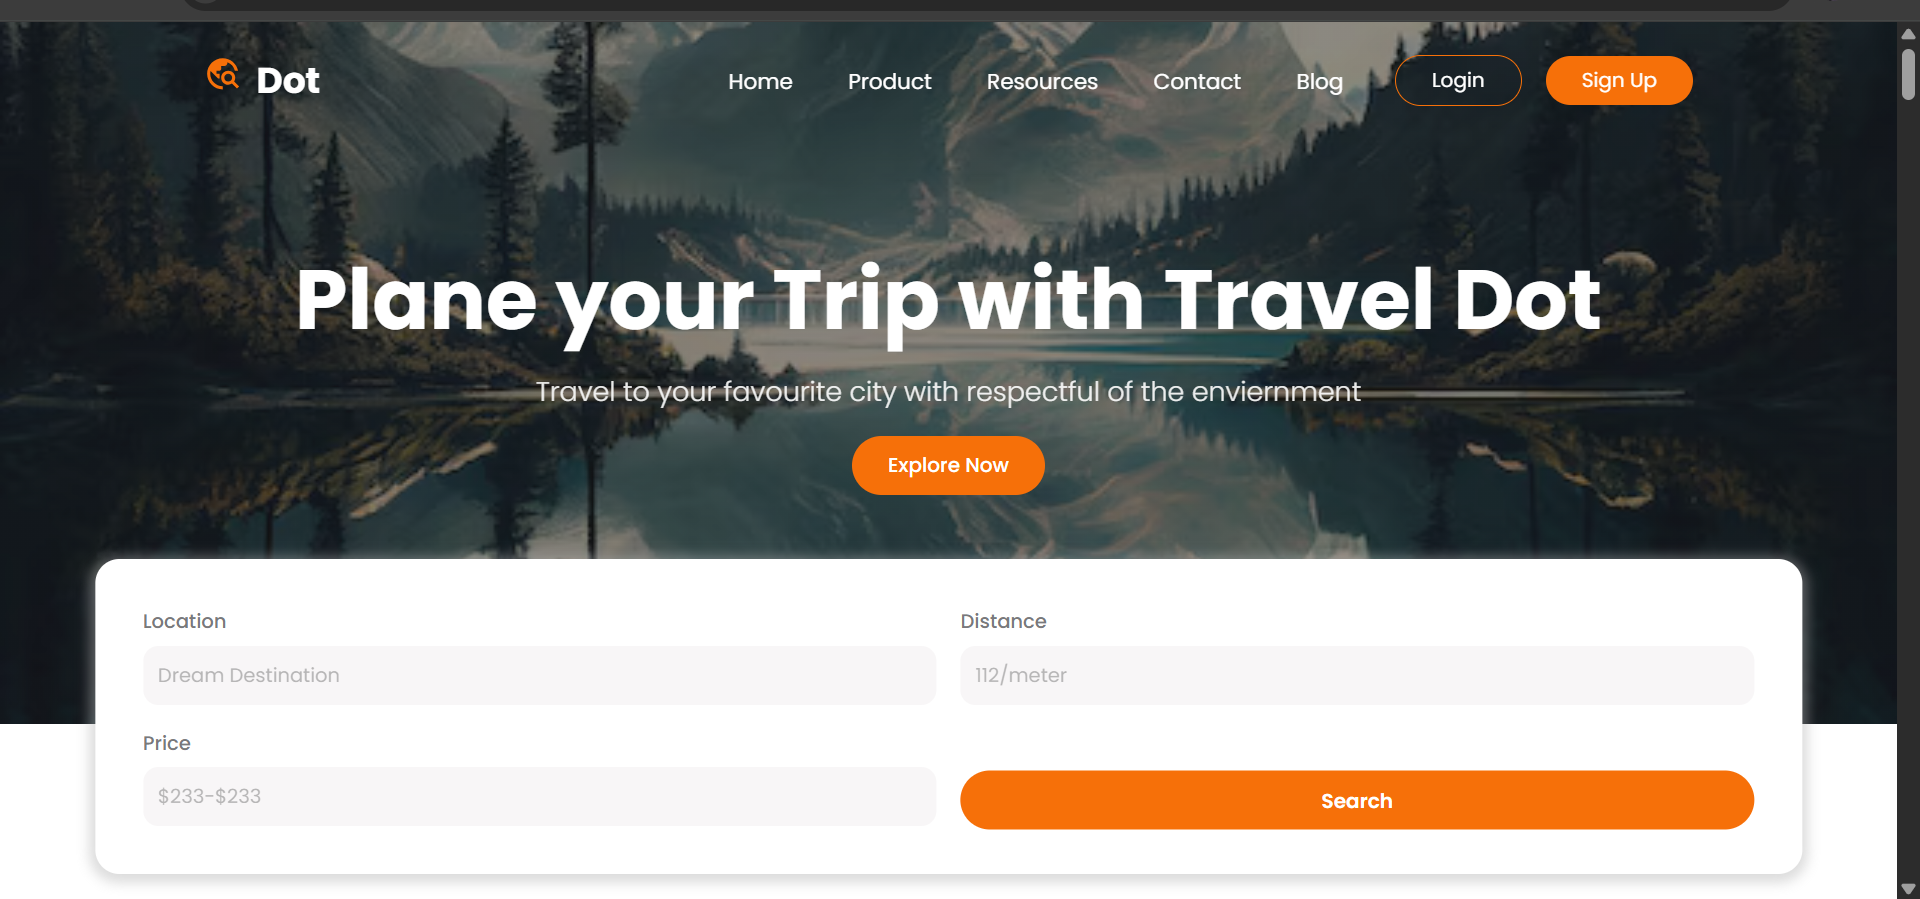 Dot
Home Product Resources Contact Blog Login Sign Up
Plane your Trip with Travel Dot
Travel to your favourite city with respectful of the enviernment
Explore Now
Location
Dream Destination
Distance
112/meter
Price
$233-$233
Search